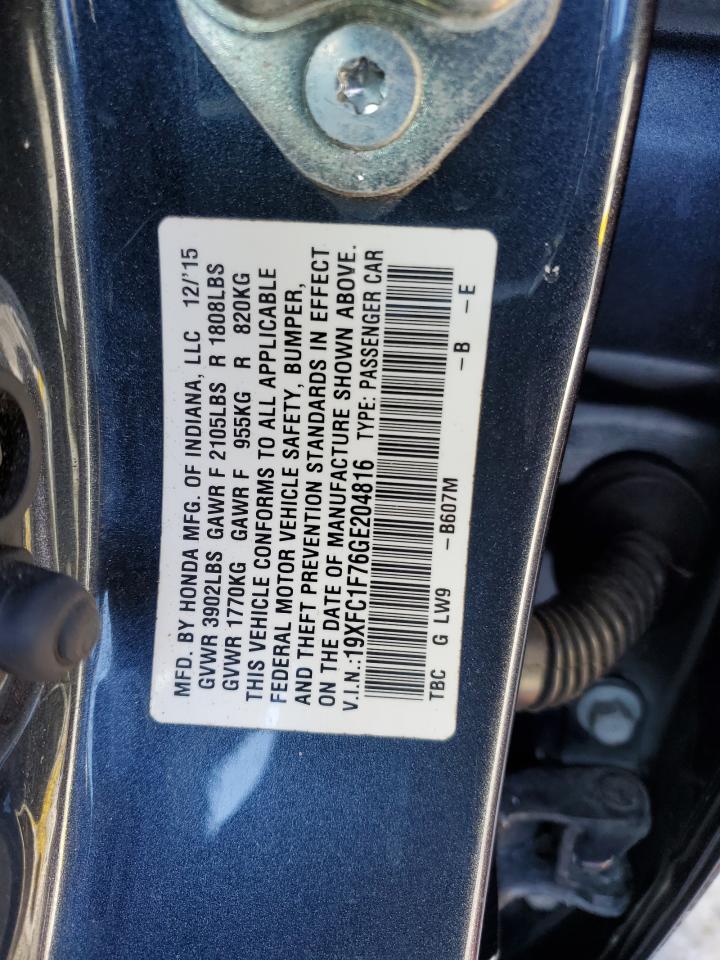 MFD. BY HONDA MFG. OF INDIANA, LLC 12/'15
GVWR 3902LBS GAWR F 2105LBS R 1808LBS
GVWR 1770KG GAWR F 955KG R 820KG
THIS VEHICLE CONFORMS TO ALL APPLICABLE
FEDERAL MOTOR VEHICLE SAFETY, BUMPER,
AND THEFT PREVENTION STANDARDS IN EFFECT
ON THE DATE OF MANUFACTURE SHOWN ABOVE.
V.I.N.:19XFC1F76GE204816 TYPE: PASSENGER CAR
TBC G LW9 -B607M -B -E